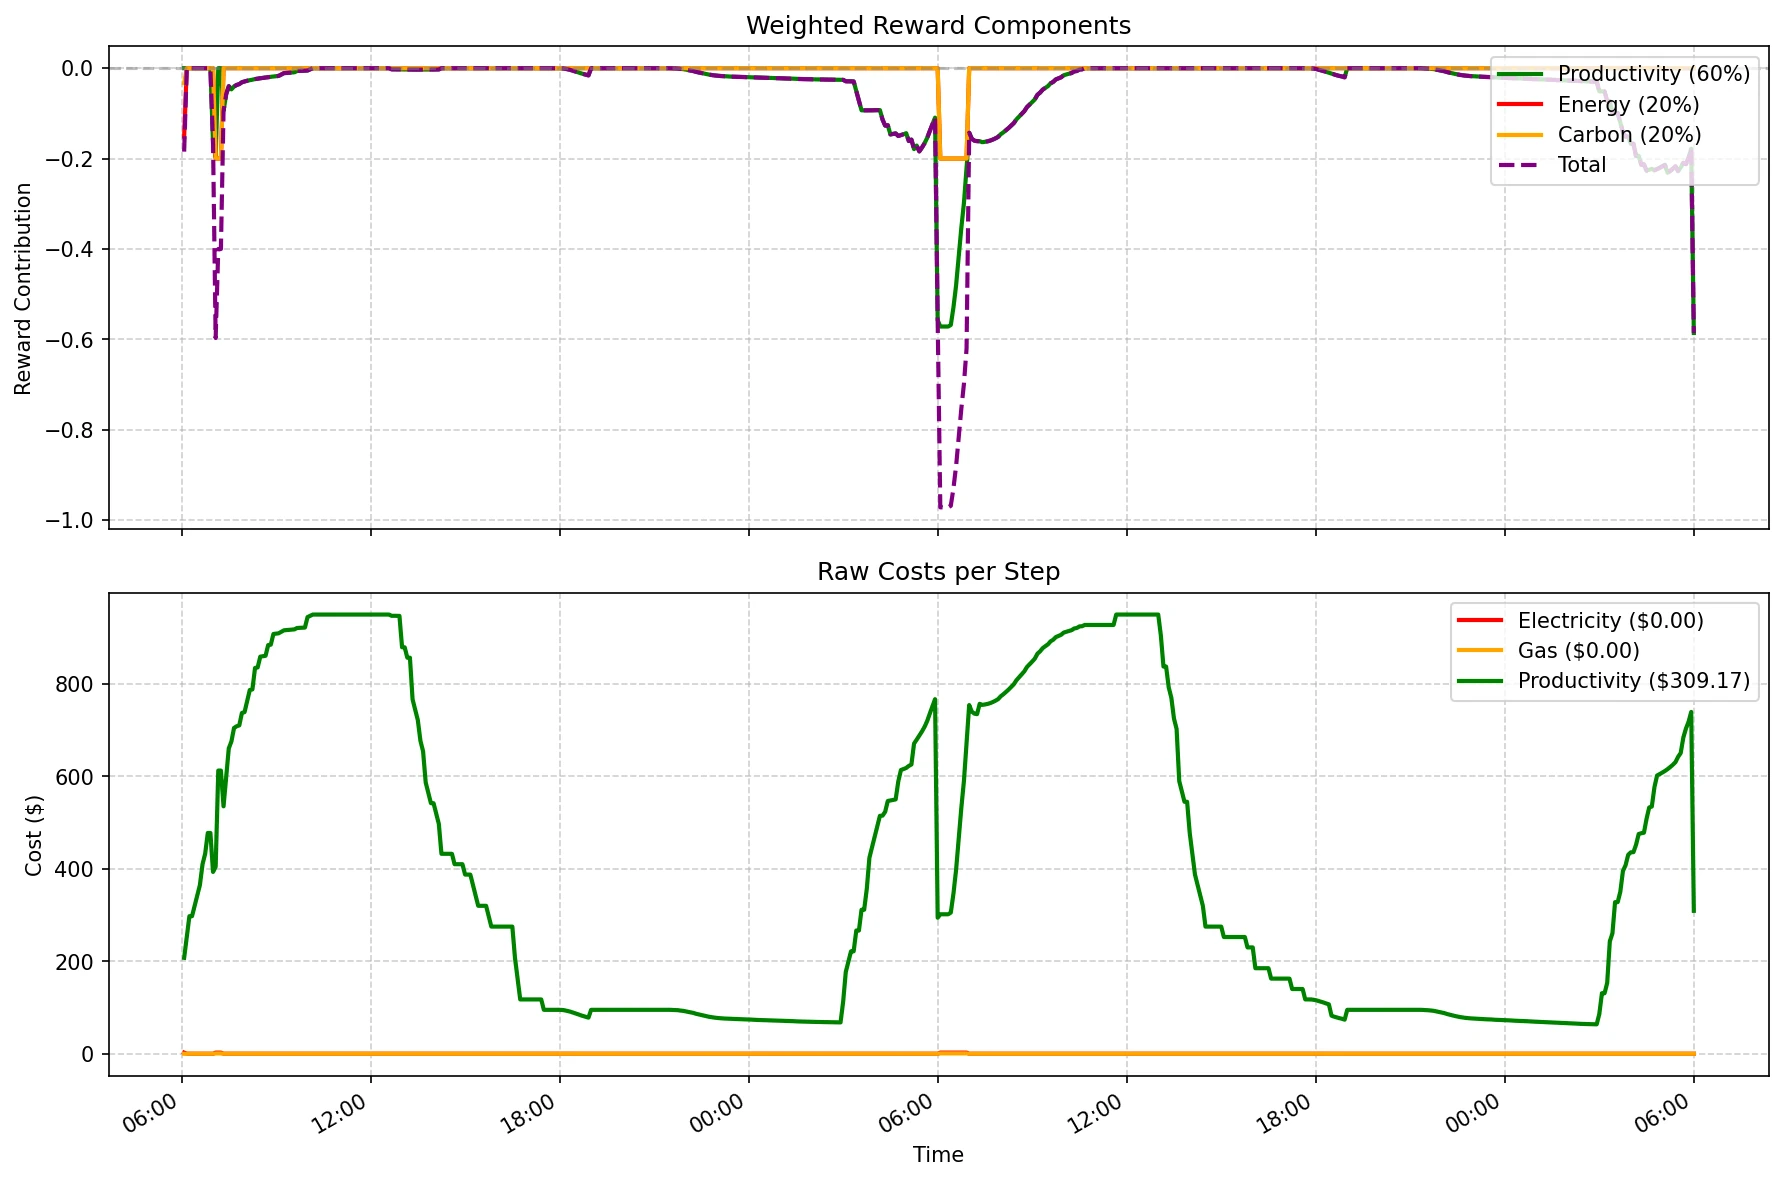 Weighted Reward Components
0.0
−0.2
−0.4
−0.6
−0.8
−1.0
Reward Contribution
Productivity (60%)
Energy (20%)
Carbon (20%)
Total
Raw Costs per Step
800
600
400
200
0
Cost ($)
Electricity ($0.00)
Gas ($0.00)
Productivity ($309.17)
06:00 12:00 18:00 00:00 06:00 12:00 18:00 00:00 06:00
Time